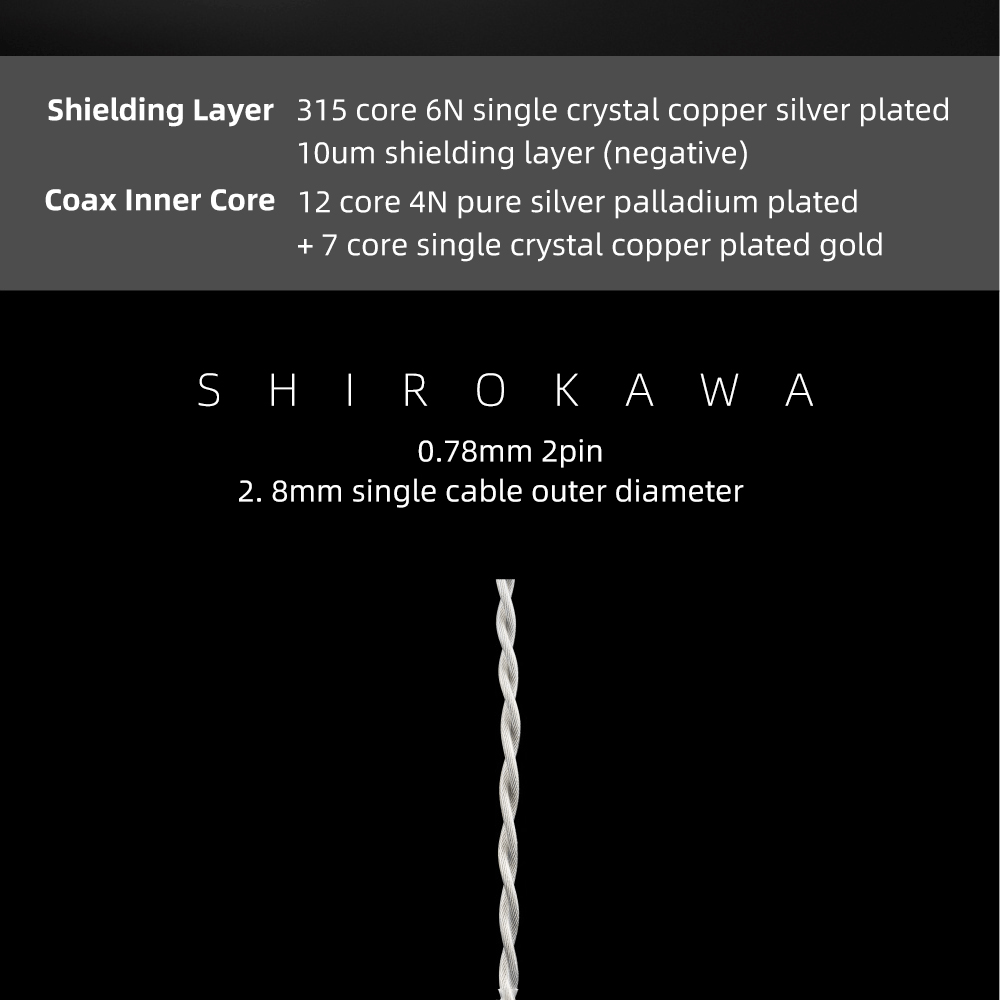 Shielding Layer 315 core 6N single crystal copper silver plated
10um shielding layer (negative)
Coax Inner Core 12 core 4N pure silver palladium plated
+ 7 core single crystal copper plated gold
SHIROKAWA
0.78mm 2pin
2. 8mm single cable outer diameter